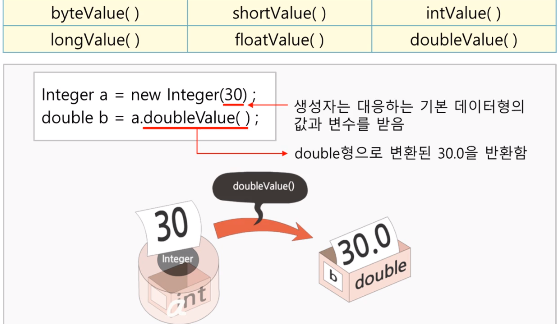 byteValue( ) shortValue( ) intValue( )
longValue( ) floatValue( ) doubleValue( )
Integer a = new Integer(30) ;
double b = a.doubleValue( ) ;
생성자는 대응하는 기본 데이터형의
값과 변수를 받음
double형으로 변환된 30.0을 반환함
doubleValue()
30
Integer
int
a
30.0
b
double